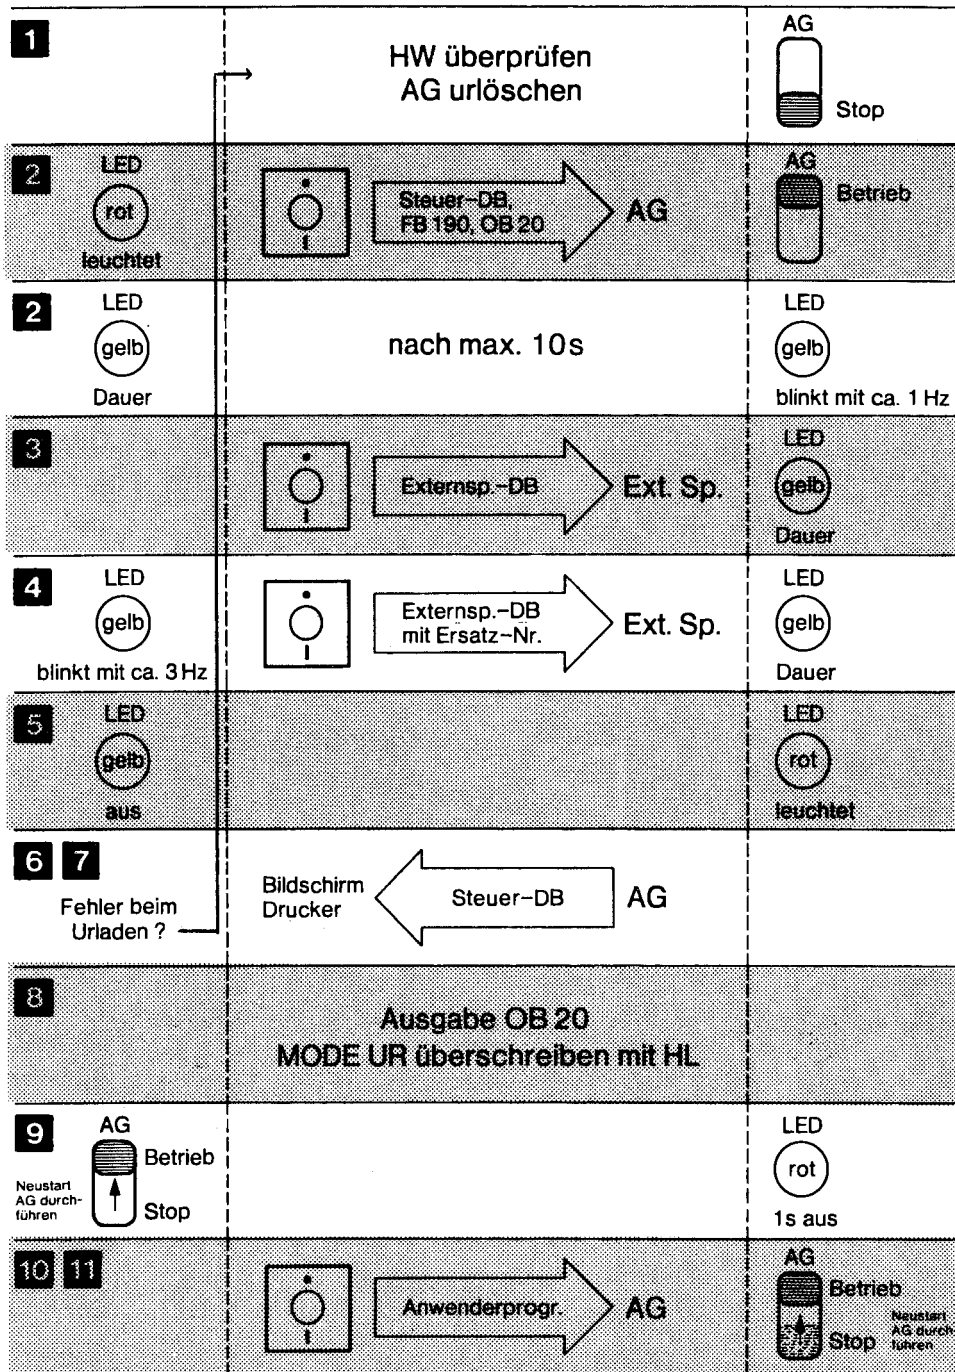 1
HW überprüfen
AG urlöschen
AG
Stop
2
LED
rot
leuchtet
Steuer-DB,
FB 190, OB 20
AG
AG
Betrieb
2
LED
gelb
Dauer
nach max. 10s
LED
gelb
blinkt mit ca. 1 Hz
3
Externsp.-DB
Ext. Sp.
LED
gelb
Dauer
4
LED
gelb
blinkt mit ca. 3 Hz
Externsp.-DB
mit Ersatz-Nr.
Ext. Sp.
LED
gelb
Dauer
5
LED
gelb
aus
LED
rot
leuchtet
6 7
Fehler beim
Urladen ?
Bildschirm
Drucker
Steuer-DB
AG
8
Ausgabe OB 20
MODE UR überschreiben mit HL
9
AG
Betrieb
Neustart
AG durch-
führen
Stop
LED
rot
1s aus
10 11
Anwenderprogr.
AG
AG
Betrieb
Stop
Neustart
AG durch-
führen